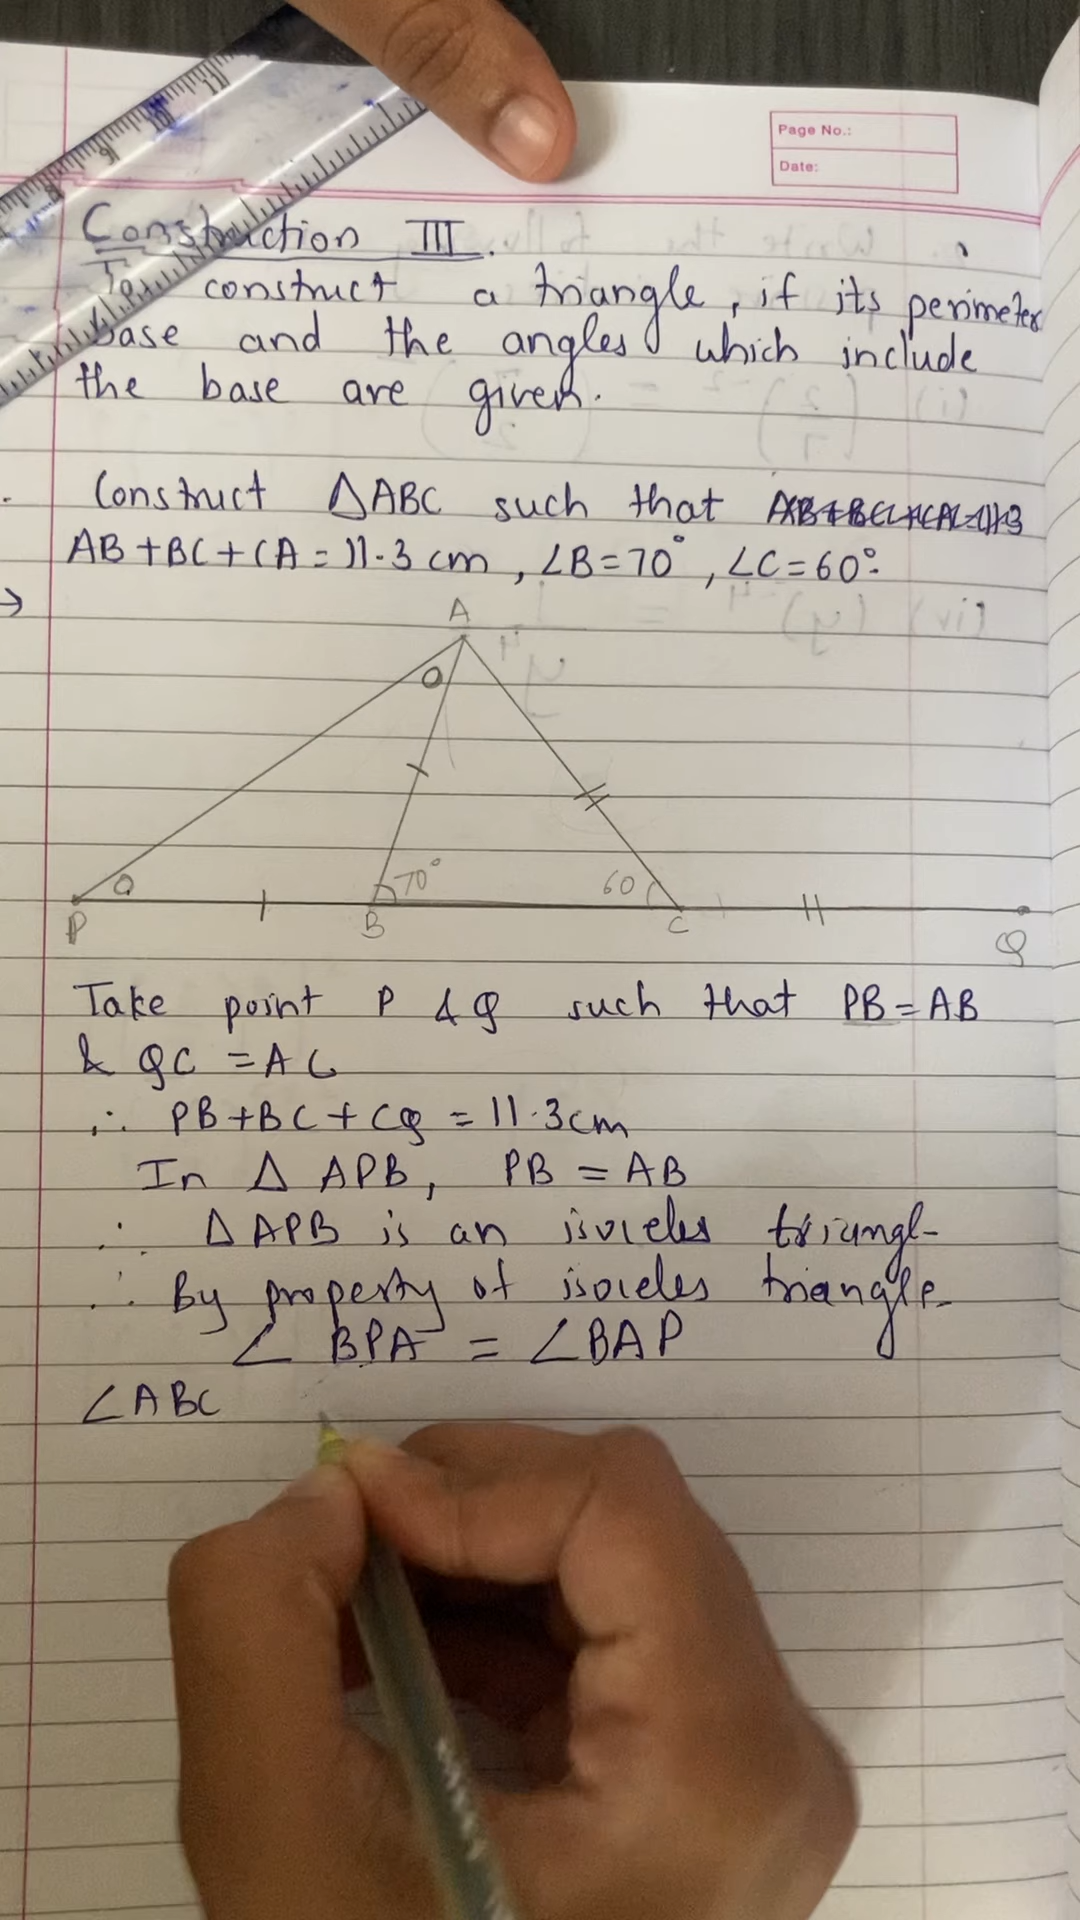 Page No.:
Date:
Construction III.
To construct a triangle, if its perimeter
base and the angles which include
the base are given.
Construct △ABC such that
AB+BC+CA=11.3 cm, ∠B=70°, ∠C=60°.
→
A
O
O
70°
60
P
B
C
Q
Take point P & Q such that PB=AB
& QC =AC
∴ PB+BC+CQ = 11.3cm
In △ APB, PB = AB
∴ △APB is an isoceles triangl-
∴ By property of isoceles triangle.
∠ BPA = ∠BAP
∠ABC